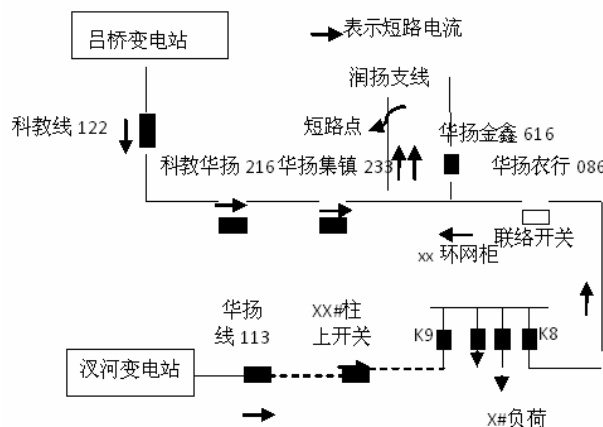 吕桥变电站
表示短路电流
润扬支线
科教线 122
短路点
华扬金鑫 616
科教华扬 216
华扬集镇 233
华扬农行 086
联络开关
xx 环网柜
华扬
线 113
XX#柱
上开关
K9
K8
汊河变电站
X#负荷